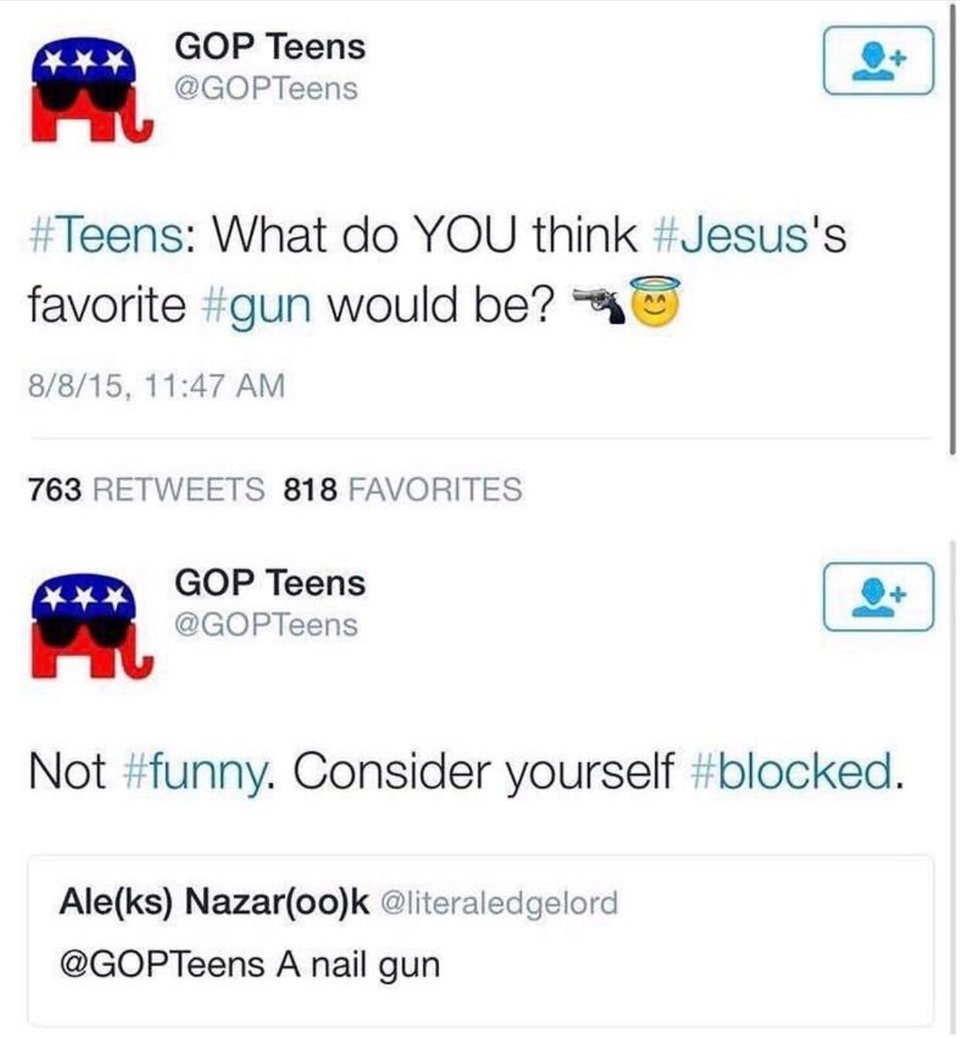 GOP Teens
@GOPTeens
#Teens: What do YOU think #Jesus's
favorite #gun would be? 🔫😇
8/8/15, 11:47 AM
763 RETWEETS 818 FAVORITES
GOP Teens
@GOPTeens
Not #funny. Consider yourself #blocked.
Ale(ks) Nazar(oo)k @literaledgelord
@GOPTeens A nail gun